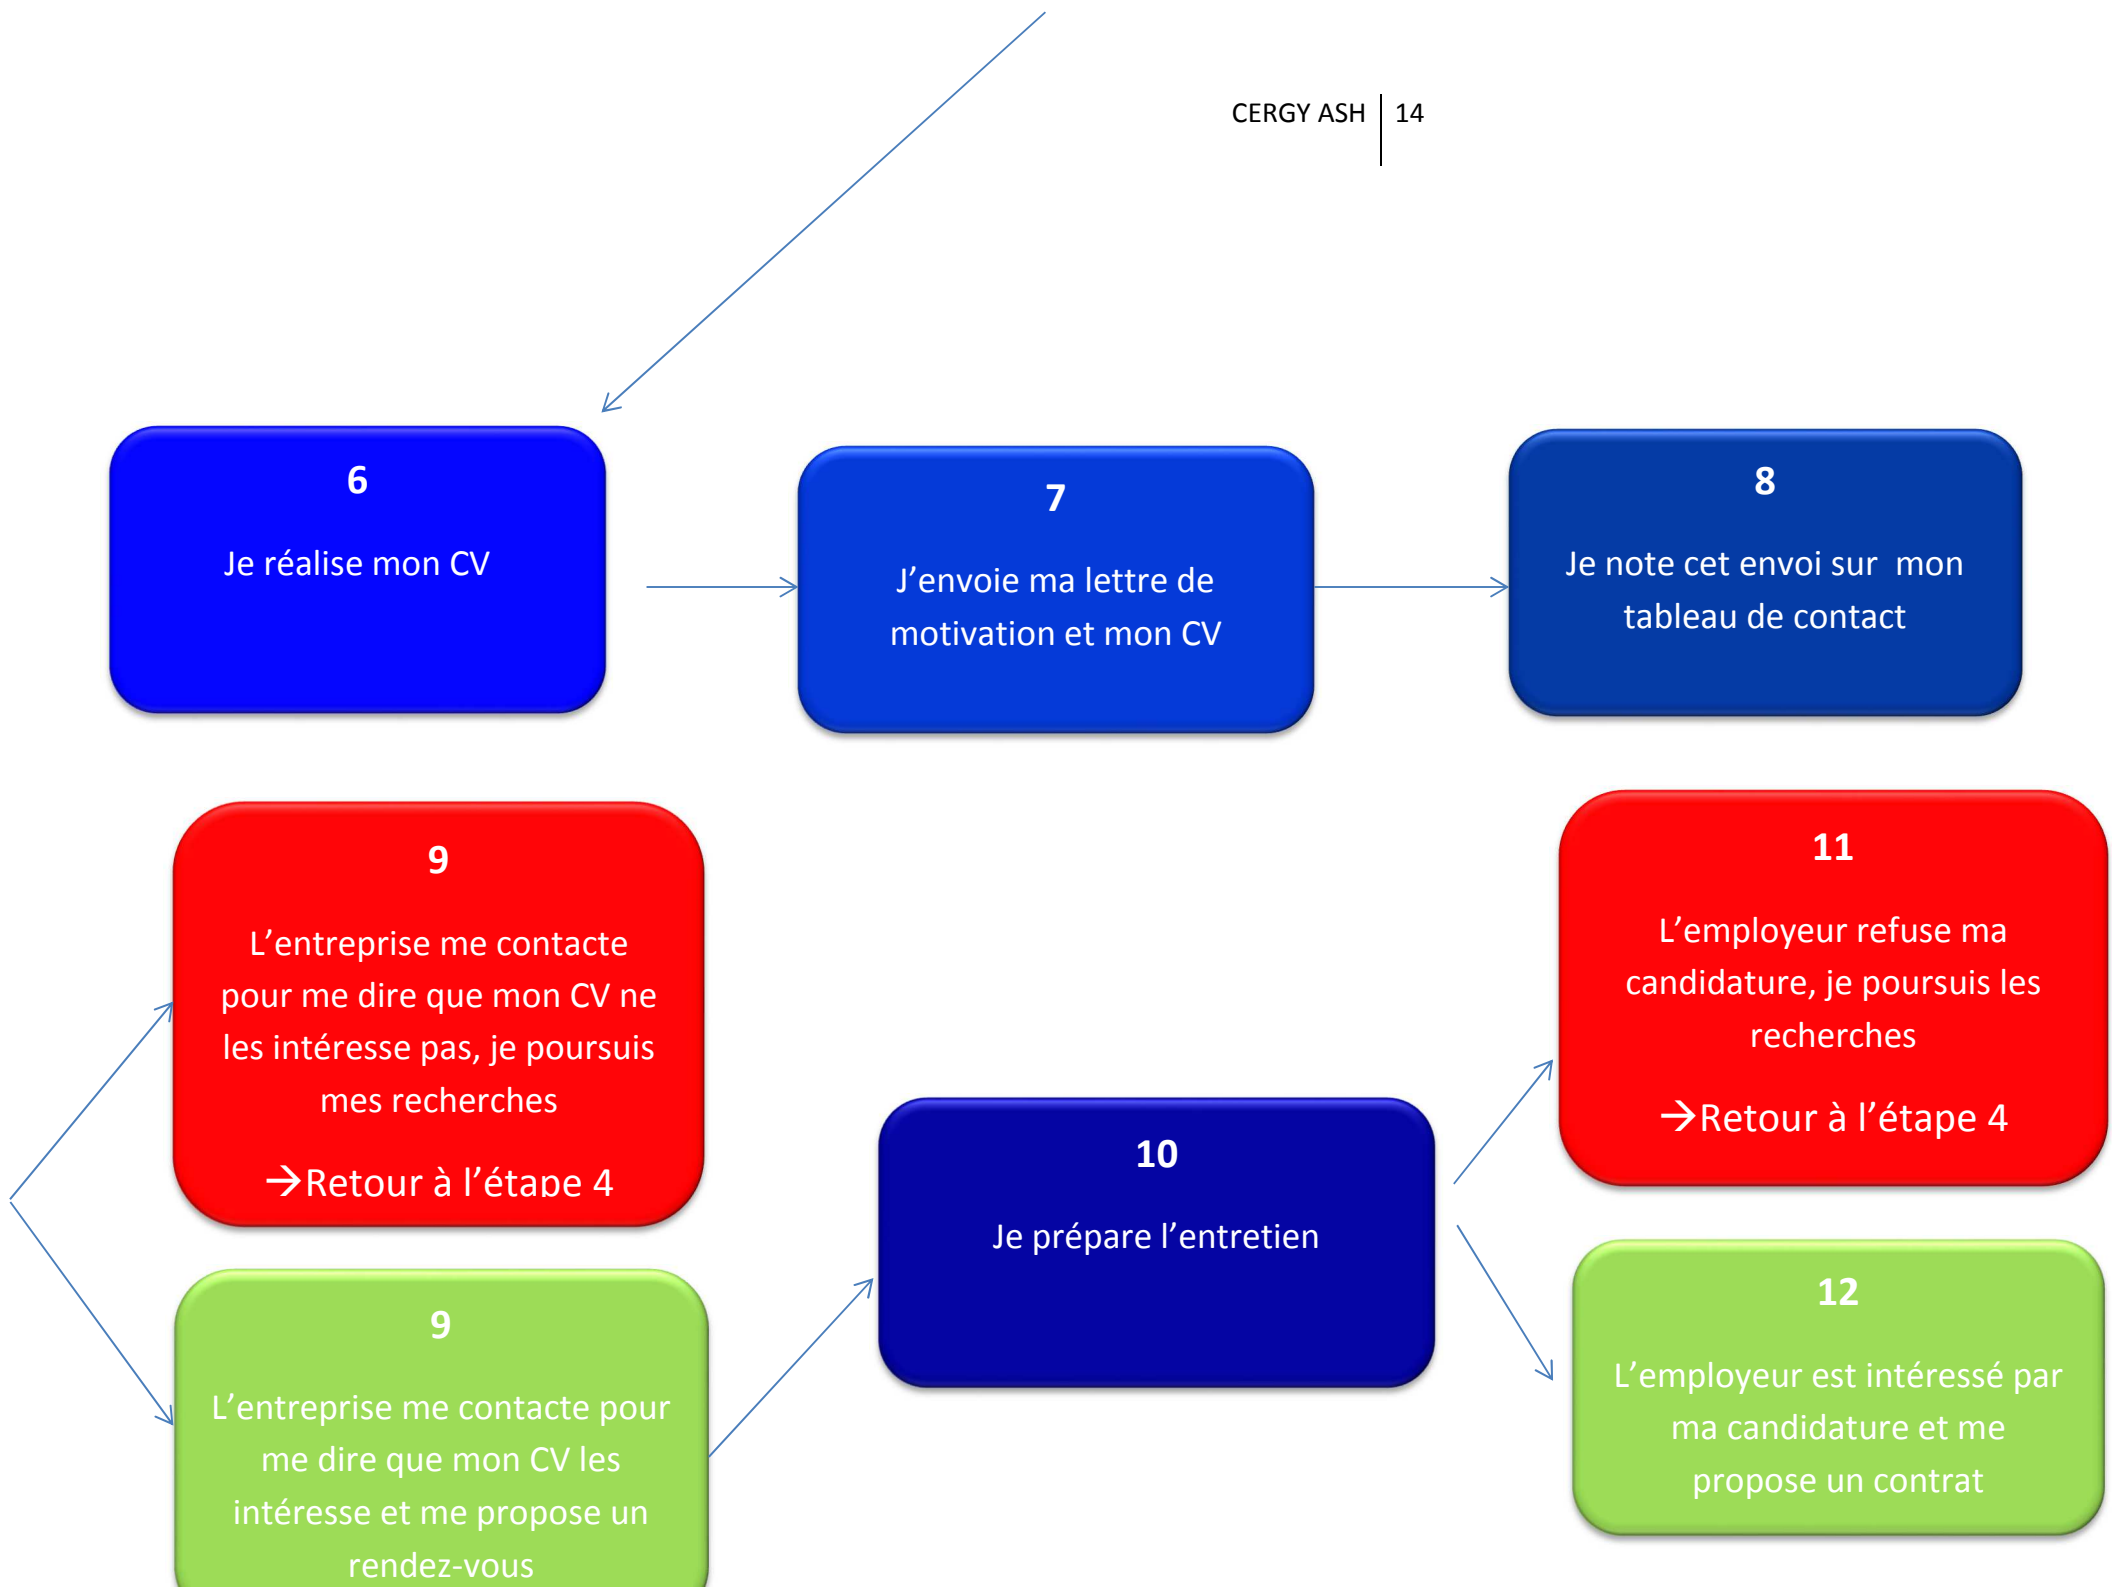 CERGY ASH 14
6
Je réalise mon CV
7
J’envoie ma lettre de
motivation et mon CV
8
Je note cet envoi sur  mon
tableau de contact
9
L’entreprise me contacte
pour me dire que mon CV ne
les intéresse pas, je poursuis
mes recherches
→Retour à l’étape 4
9
L’entreprise me contacte pour
me dire que mon CV les
intéresse et me propose un
rendez-vous
10
Je prépare l’entretien
11
L’employeur refuse ma
candidature, je poursuis les
recherches
→Retour à l’étape 4
12
L’employeur est intéressé par
ma candidature et me
propose un contrat